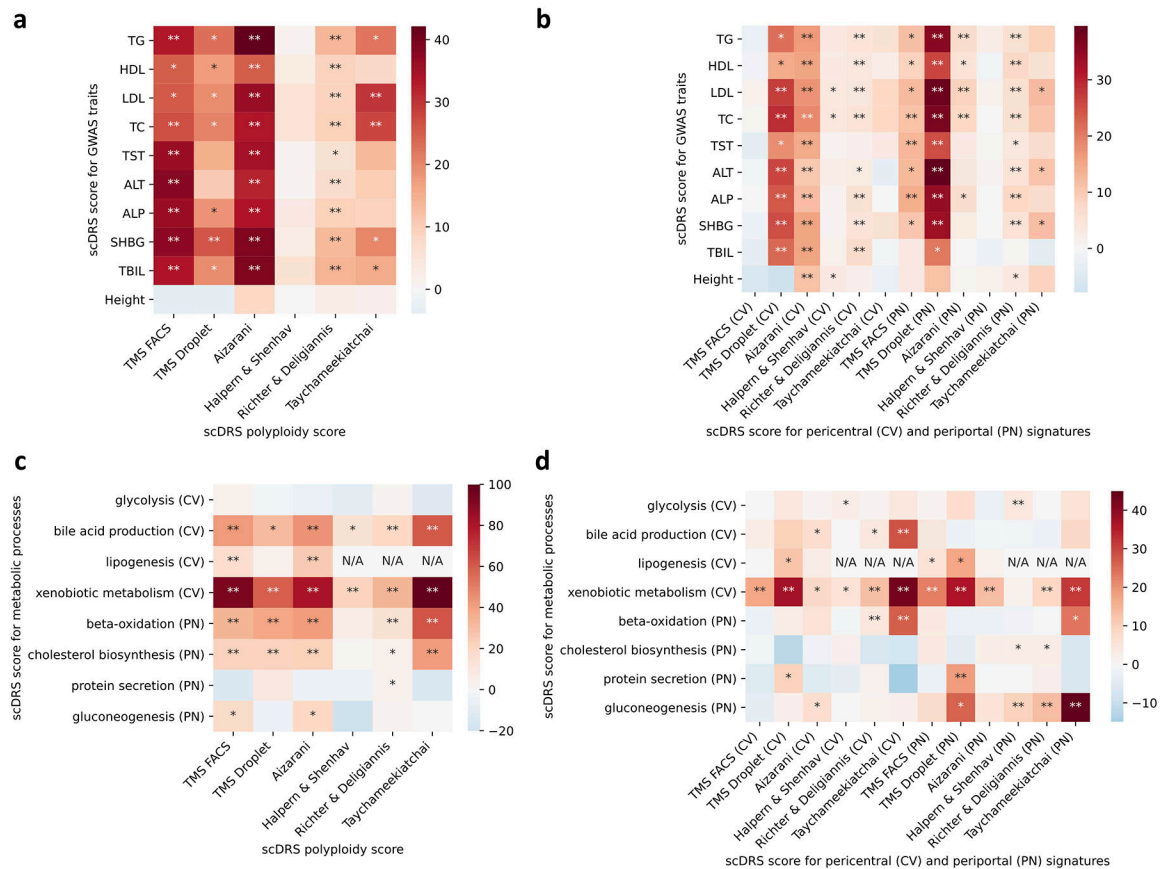 a
scDRS score for GWAS traits
TG ** * ** ** *
HDL * * ** **
LDL * * ** ** **
TC ** * ** ** **
TST ** ** *
ALT ** ** **
ALP ** * ** **
SHBG ** ** ** ** *
TBIL ** * ** ** *
Height
40
30
20
10
0
TMS FACS
TMS Droplet
Aizarani
Halpern & Shenhav
Richter & Deligiannis
Taychameekiatchai
scDRS polyploidy score
b
scDRS score for GWAS traits
TG * ** ** * ** ** **
HDL * ** ** * ** * **
LDL ** ** * ** * ** ** ** *
TC ** ** * ** ** ** ** **
TST * ** ** ** *
ALT ** ** * * ** ** *
ALP ** ** ** ** ** * **
SHBG ** ** ** * ** ** *
TBIL ** ** ** *
Height ** * *
30
20
10
0
TMS FACS (CV)
TMS Droplet (CV)
Aizarani (CV)
Halpern & Shenhav (CV)
Richter & Deligiannis (CV)
Taychameekiatchai (CV)
TMS FACS (PN)
TMS Droplet (PN)
Aizarani (PN)
Halpern & Shenhav (PN)
Richter & Deligiannis (PN)
Taychameekiatchai (PN)
scDRS score for pericentral (CV) and periportal (PN) signatures
c
scDRS score for metabolic processes
glycolysis (CV)
bile acid production (CV) ** * ** * ** **
lipogenesis (CV) ** ** N/A N/A N/A
xenobiotic metabolism (CV) ** ** ** ** ** **
beta-oxidation (PN) ** ** ** ** **
cholesterol biosynthesis (PN) ** ** ** * **
protein secretion (PN) *
gluconeogenesis (PN) * *
100
80
60
40
20
0
−20
TMS FACS
TMS Droplet
Aizarani
Halpern & Shenhav
Richter & Deligiannis
Taychameekiatchai
scDRS polyploidy score
d
scDRS score for metabolic processes
glycolysis (CV) * **
bile acid production (CV) * * **
lipogenesis (CV) * N/A N/A N/A * * N/A N/A N/A
xenobiotic metabolism (CV) ** ** * * ** ** ** ** ** ** **
beta-oxidation (PN) ** ** *
cholesterol biosynthesis (PN) * *
protein secretion (PN) * **
gluconeogenesis (PN) * * ** ** **
40
30
20
10
0
−10
TMS FACS (CV)
TMS Droplet (CV)
Aizarani (CV)
Halpern & Shenhav (CV)
Richter & Deligiannis (CV)
Taychameekiatchai (CV)
TMS FACS (PN)
TMS Droplet (PN)
Aizarani (PN)
Halpern & Shenhav (PN)
Richter & Deligiannis (PN)
Taychameekiatchai (PN)
scDRS score for pericentral (CV) and periportal (PN) signatures